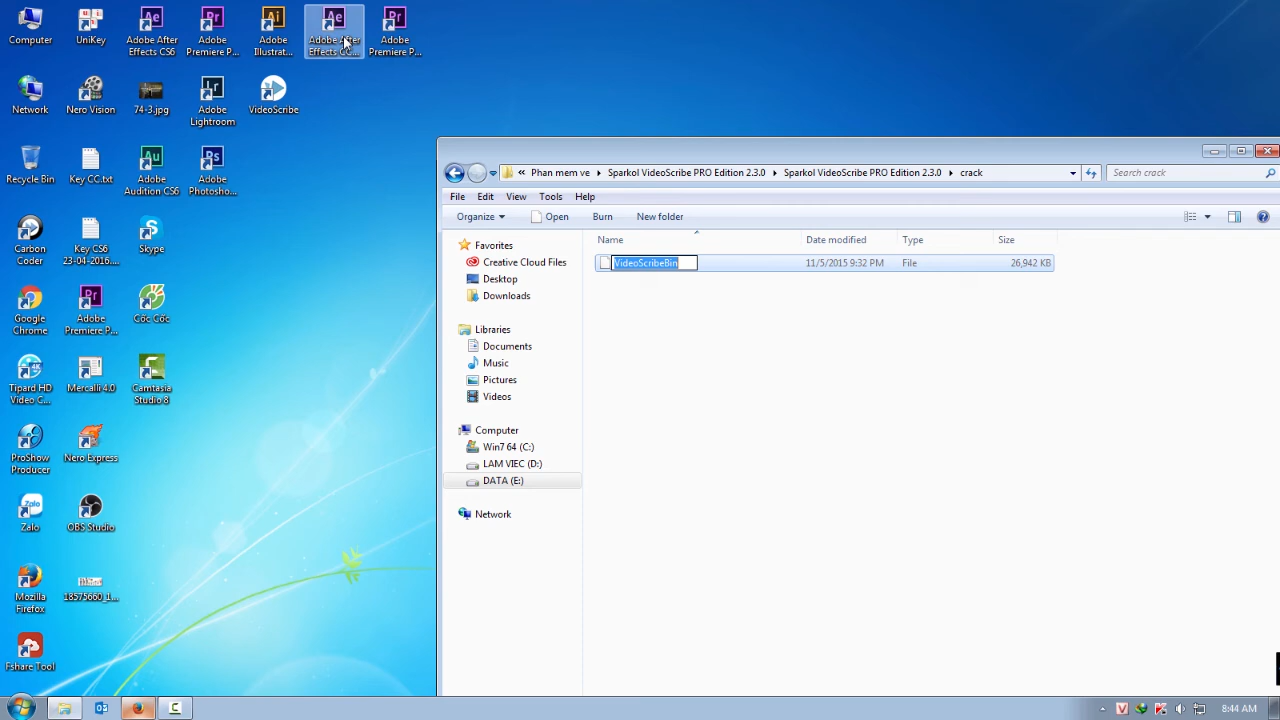 Computer
UniKey
Adobe After
Effects CS6
Adobe
Premiere P...
Adobe
Illustrat...
Adobe After
Effects CC...
Adobe
Premiere P...
Network
Nero Vision
74-3.jpg
Adobe
Lightroom
VideoScribe
Recycle Bin
Key CC.txt
Adobe
Audition CS6
Adobe
Photosho...
Carbon
Coder
Key CS6
23-04-2016....
Skype
Google
Chrome
Adobe
Premiere P...
Cốc Cốc
Tipard HD
Video C...
Mercalli 4.0
Camtasia
Studio 8
ProShow
Producer
Nero Express
Zalo
OBS Studio
Mozilla
Firefox
18575660_1...
Fshare Tool
« Phan mem ve ▸ Sparkol VideoScribe PRO Edition 2.3.0 ▸ Sparkol VideoScribe PRO Edition 2.3.0 ▸ crack
Search crack
File Edit View Tools Help
Organize Open Burn New folder
Name Date modified Type Size
VideoScribeBin 11/5/2015 9:32 PM File 26,942 KB
Favorites
Creative Cloud Files
Desktop
Downloads
Libraries
Documents
Music
Pictures
Videos
Computer
Win7 64 (C:)
LAM VIEC (D:)
DATA (E:)
Network
8:44 AM